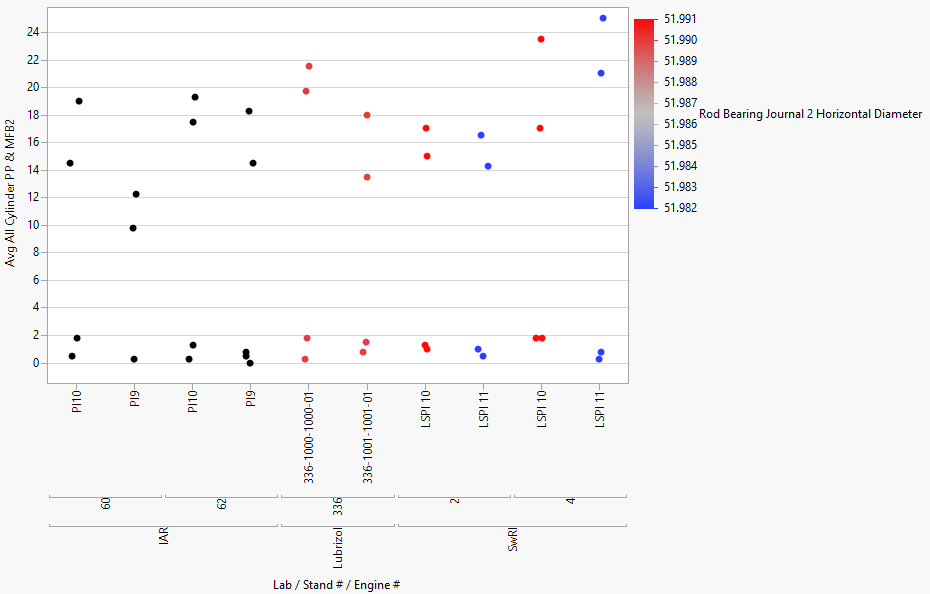 Avg All Cylinder PP & MFB2
24
22
20
18
16
14
12
10
8
6
4
2
0
51.991
51.990
51.989
51.988
51.987
51.986
51.985
51.984
51.983
51.982
Rod Bearing Journal 2 Horizontal Diameter
PI10
PI9
PI10
PI9
336-1000-1000-01
336-1001-1001-01
LSPI 10
LSPI 11
LSPI 10
LSPI 11
60
62
336
2
4
IAR
Lubrizol
SwRI
Lab / Stand # / Engine #